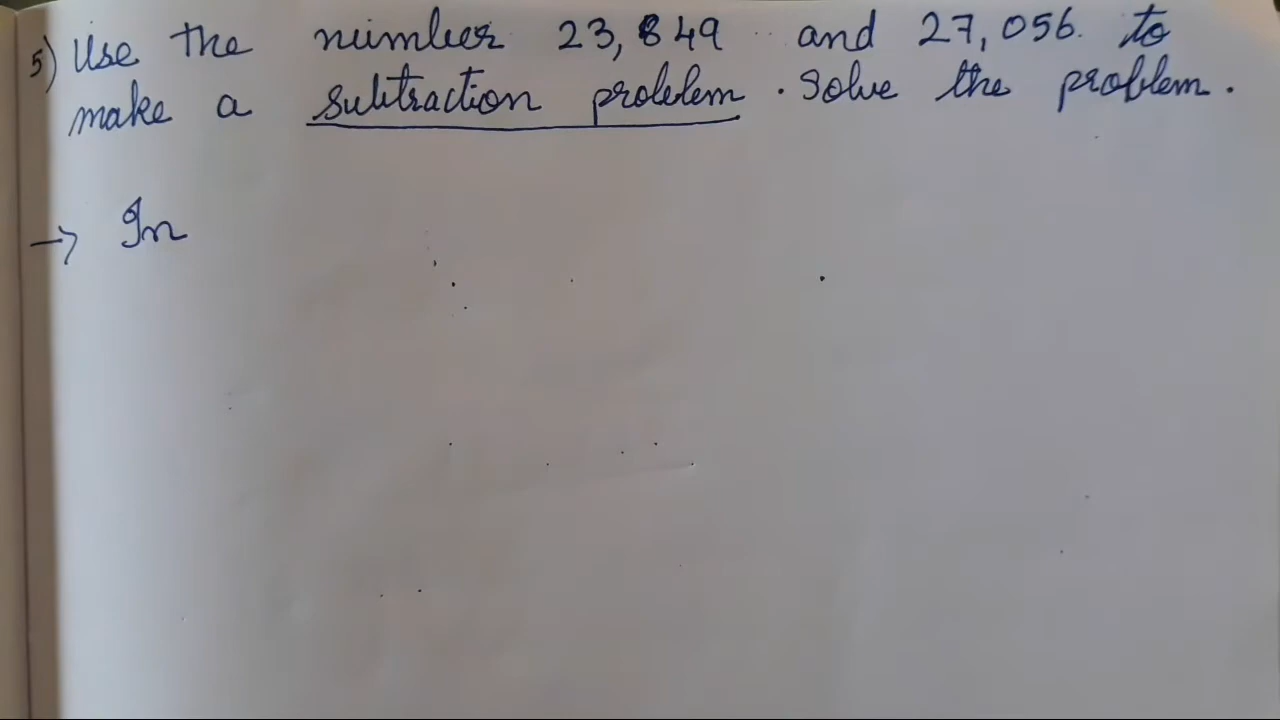 5) Use the number 23,849 and 27,056. to
make a subtraction problem. Solve the problem.
→ In